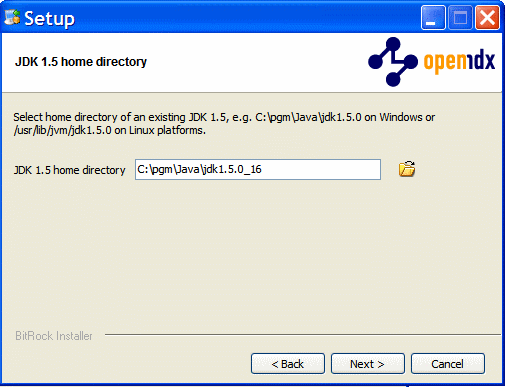 Setup
JDK 1.5 home directory
openmdx
Select home directory of an existing JDK 1.5, e.g. C:\pgm\Java\jdk1.5.0 on Windows or
/usr/lib/jvm/jdk1.5.0 on Linux platforms.
JDK 1.5 home directory C:\pgm\Java\jdk1.5.0_16
BitRock Installer
< Back Next > Cancel